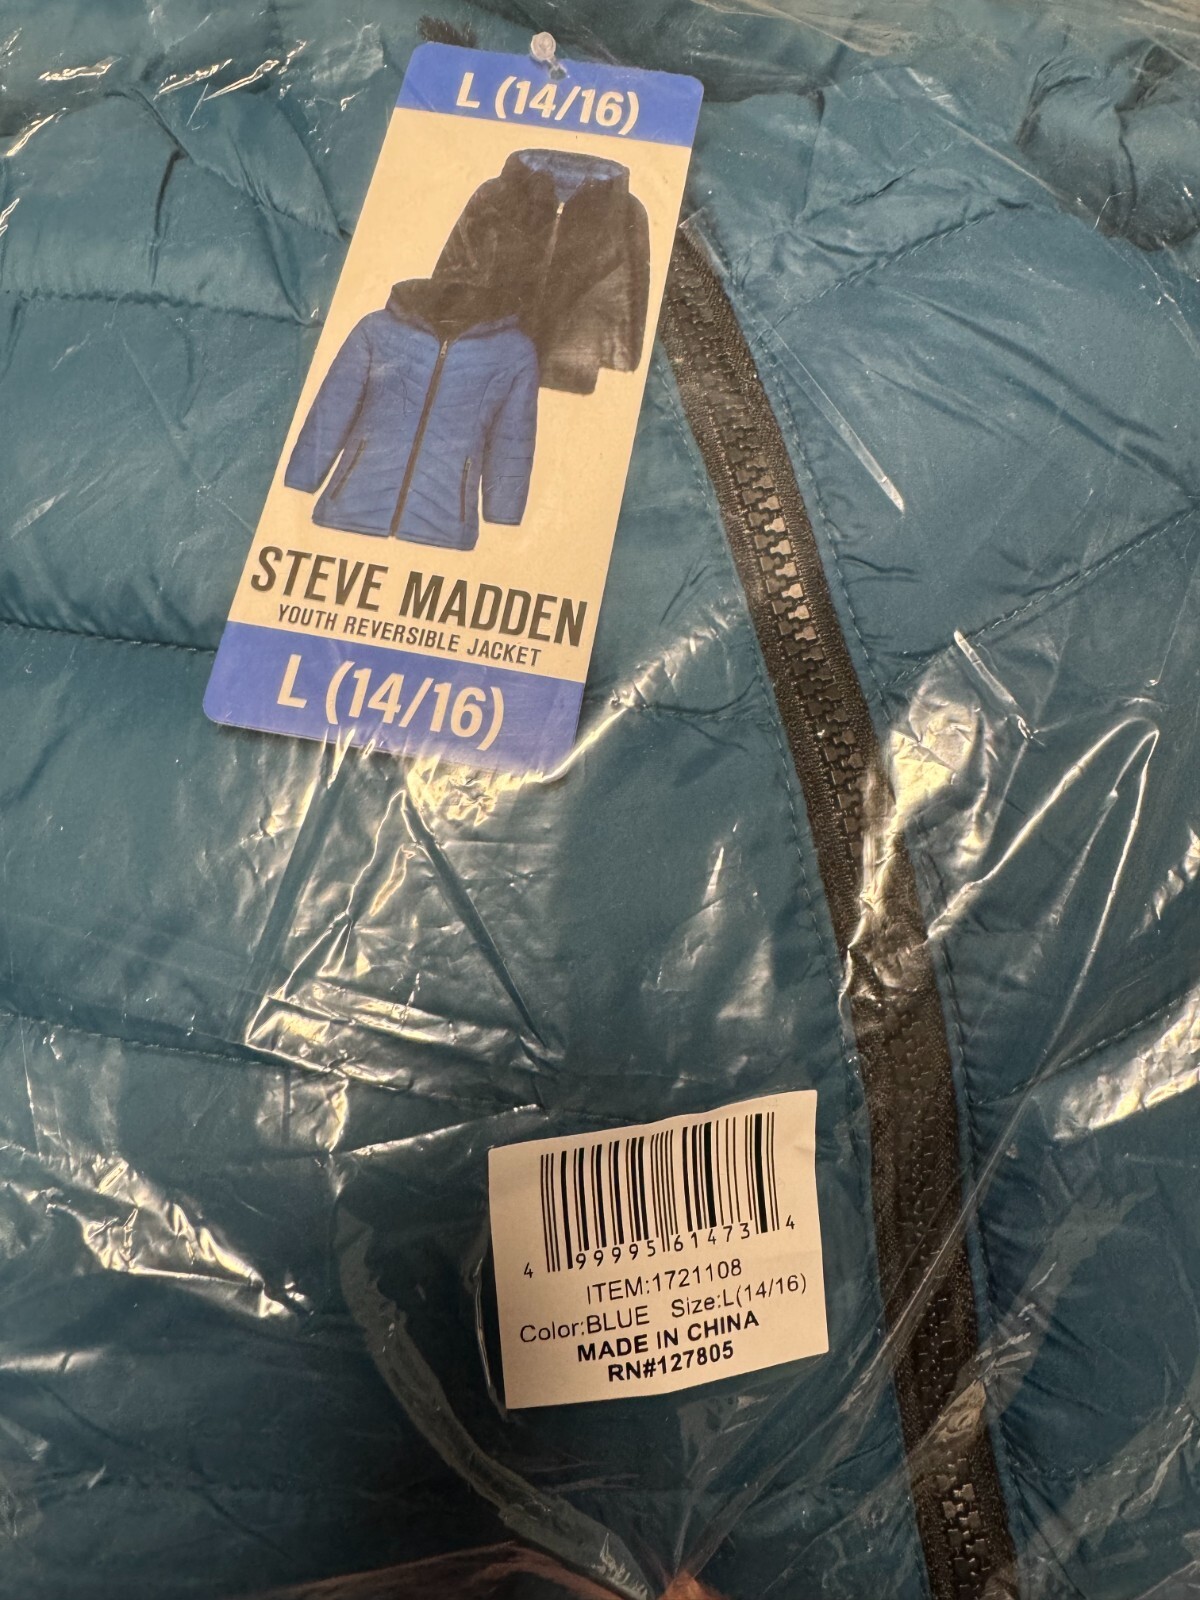 L (14/16)
STEVE MADDEN
YOUTH REVERSIBLE JACKET
L (14/16)
4 99995 61473 4
ITEM:1721108
Color:BLUE Size:L(14/16)
MADE IN CHINA
RN#127805